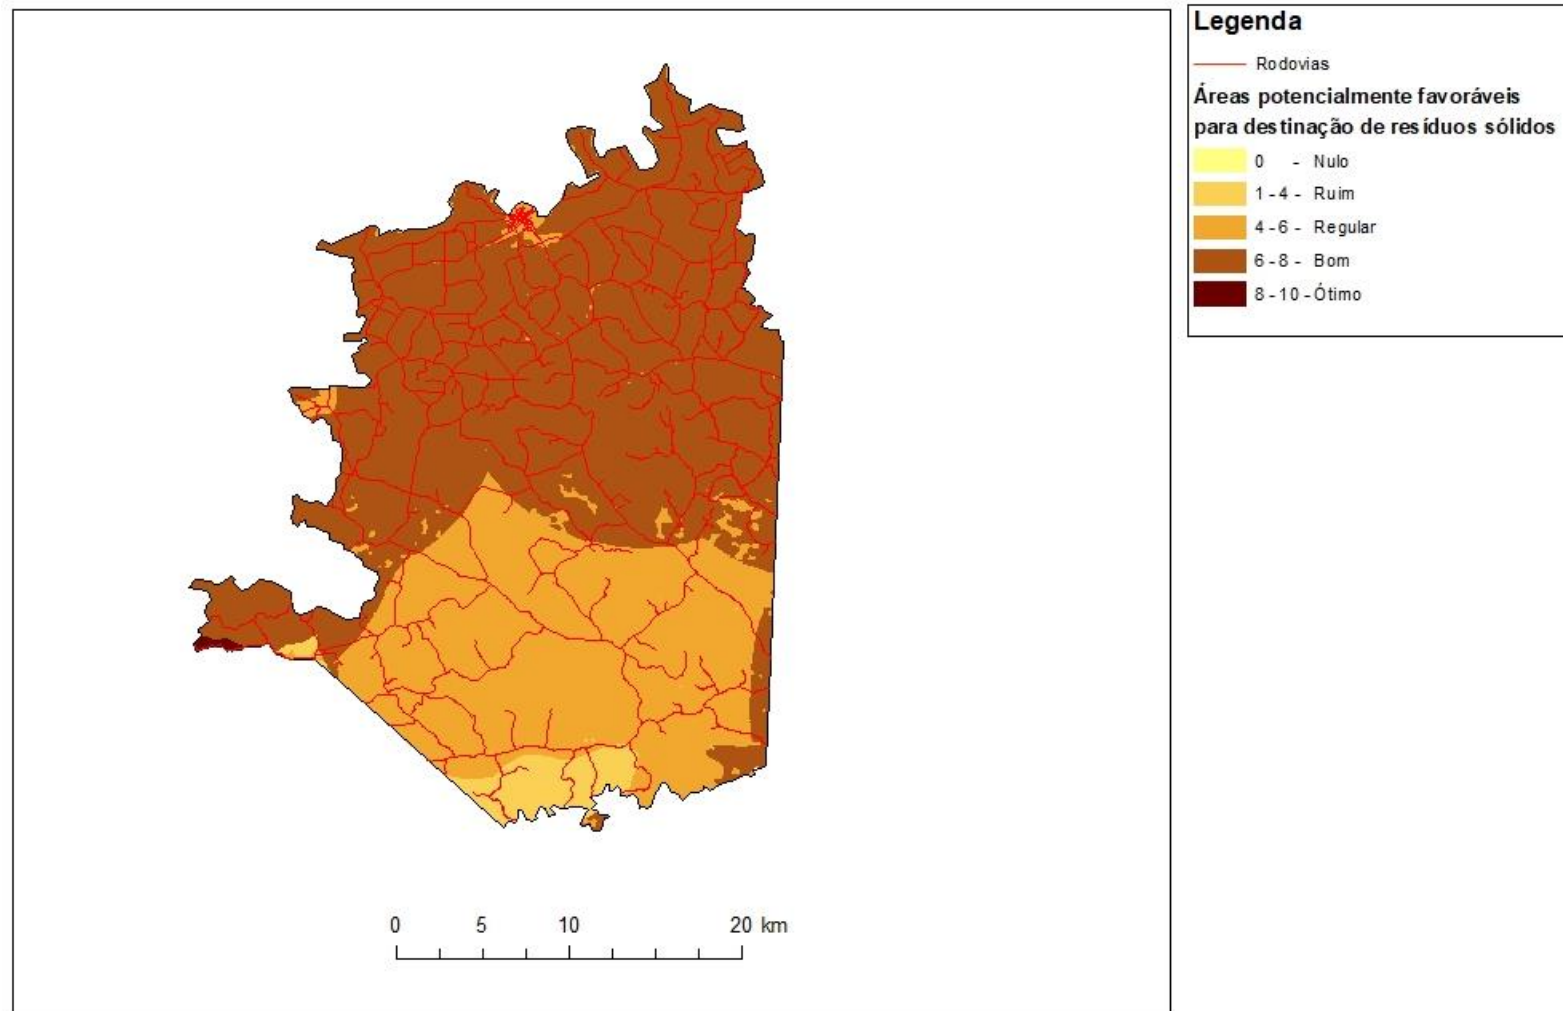 Legenda
Rodovias
Áreas potencialmente favoráveis
para destinação de resíduos sólidos
0 - Nulo
1 - 4 - Ruim
4 - 6 - Regular
6 - 8 - Bom
8 - 10 - Ótimo
0 5 10 20 km